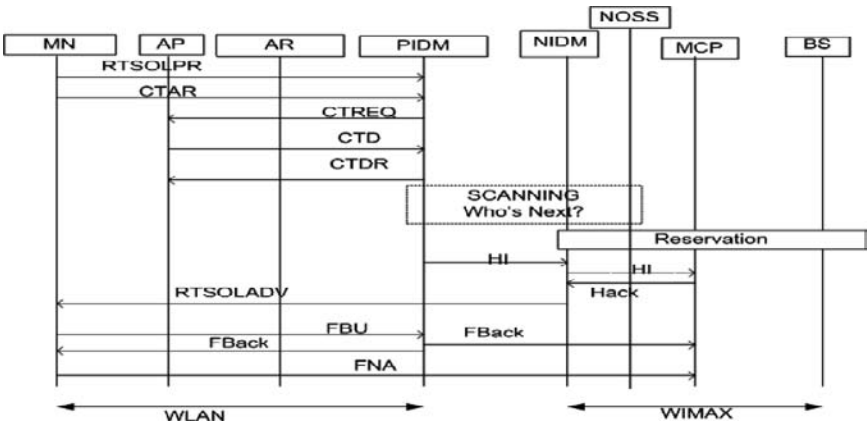 NOSS
MN AP AR PIDM NIDM MCP BS
RTSOLPR
CTAR
CTREQ
CTD
CTDR
SCANNING
Who's Next?
Reservation
HI
HI
Hack
RTSOLADV
FBU
FBack
FBack
FNA
WLAN
WIMAX